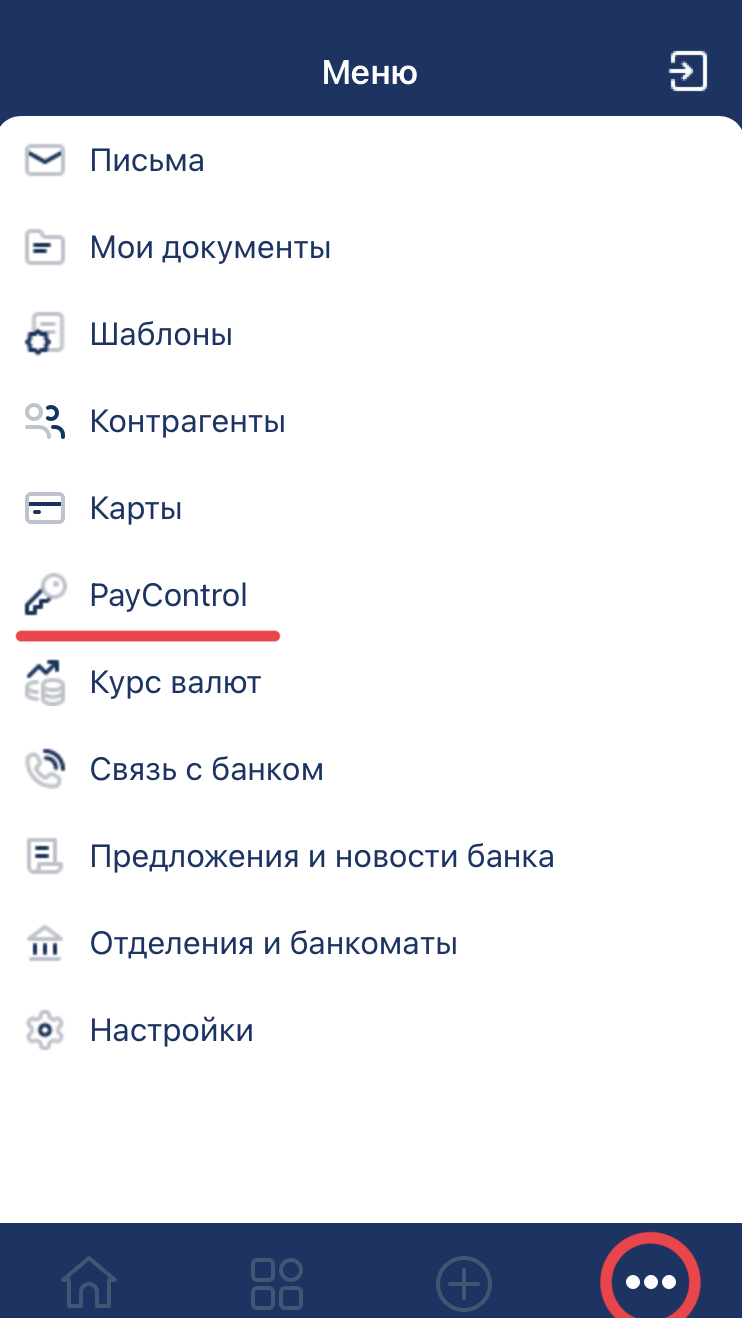 Меню
Письма
Мои документы
Шаблоны
Контрагенты
Карты
PayControl
Курс валют
Связь с банком
Предложения и новости банка
Отделения и банкоматы
Настройки